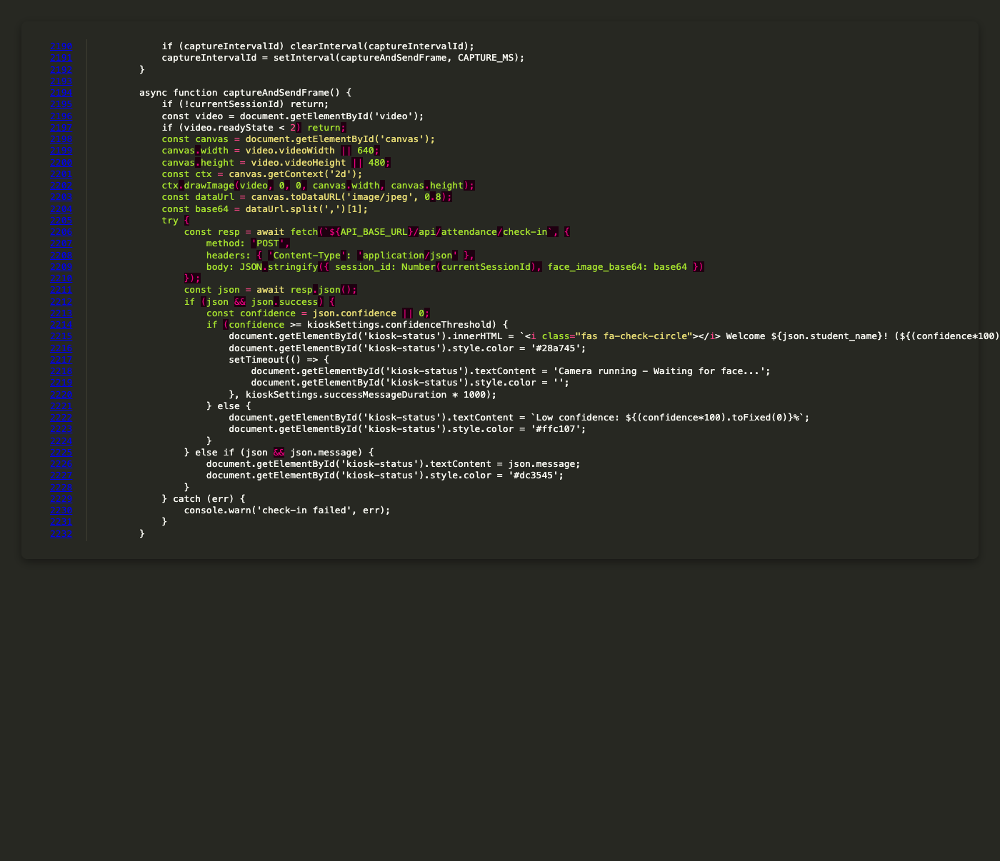 2190                if (captureIntervalId) clearInterval(captureIntervalId);
2191                captureIntervalId = setInterval(captureAndSendFrame, CAPTURE_MS);
2192            }
2193
2194            async function captureAndSendFrame() {
2195                if (!currentSessionId) return;
2196                const video = document.getElementById('video');
2197                if (video.readyState < 2) return;
2198                const canvas = document.getElementById('canvas');
2199                canvas.width = video.videoWidth || 640;
2200                canvas.height = video.videoHeight || 480;
2201                const ctx = canvas.getContext('2d');
2202                ctx.drawImage(video, 0, 0, canvas.width, canvas.height);
2203                const dataUrl = canvas.toDataURL('image/jpeg', 0.8);
2204                const base64 = dataUrl.split(',')[1];
2205                try {
2206                    const resp = await fetch(`${API_BASE_URL}/api/attendance/check-in`, {
2207                        method: 'POST',
2208                        headers: { 'Content-Type': 'application/json' },
2209                        body: JSON.stringify({ session_id: Number(currentSessionId), face_image_base64: base64 })
2210                    });
2211                    const json = await resp.json();
2212                    if (json && json.success) {
2213                        const confidence = json.confidence || 0;
2214                        if (confidence >= kioskSettings.confidenceThreshold) {
2215                            document.getElementById('kiosk-status').innerHTML = `<i class="fas fa-check-circle"></i> Welcome ${json.student_name}! (${(confidence*100)
2216                            document.getElementById('kiosk-status').style.color = '#28a745';
2217                            setTimeout(() => {
2218                                document.getElementById('kiosk-status').textContent = 'Camera running - Waiting for face...';
2219                                document.getElementById('kiosk-status').style.color = '';
2220                            }, kioskSettings.successMessageDuration * 1000);
2221                        } else {
2222                            document.getElementById('kiosk-status').textContent = `Low confidence: ${(confidence*100).toFixed(0)}%`;
2223                            document.getElementById('kiosk-status').style.color = '#ffc107';
2224                        }
2225                    } else if (json && json.message) {
2226                        document.getElementById('kiosk-status').textContent = json.message;
2227                        document.getElementById('kiosk-status').style.color = '#dc3545';
2228                    }
2229                } catch (err) {
2230                    console.warn('check-in failed', err);
2231                }
2232            }